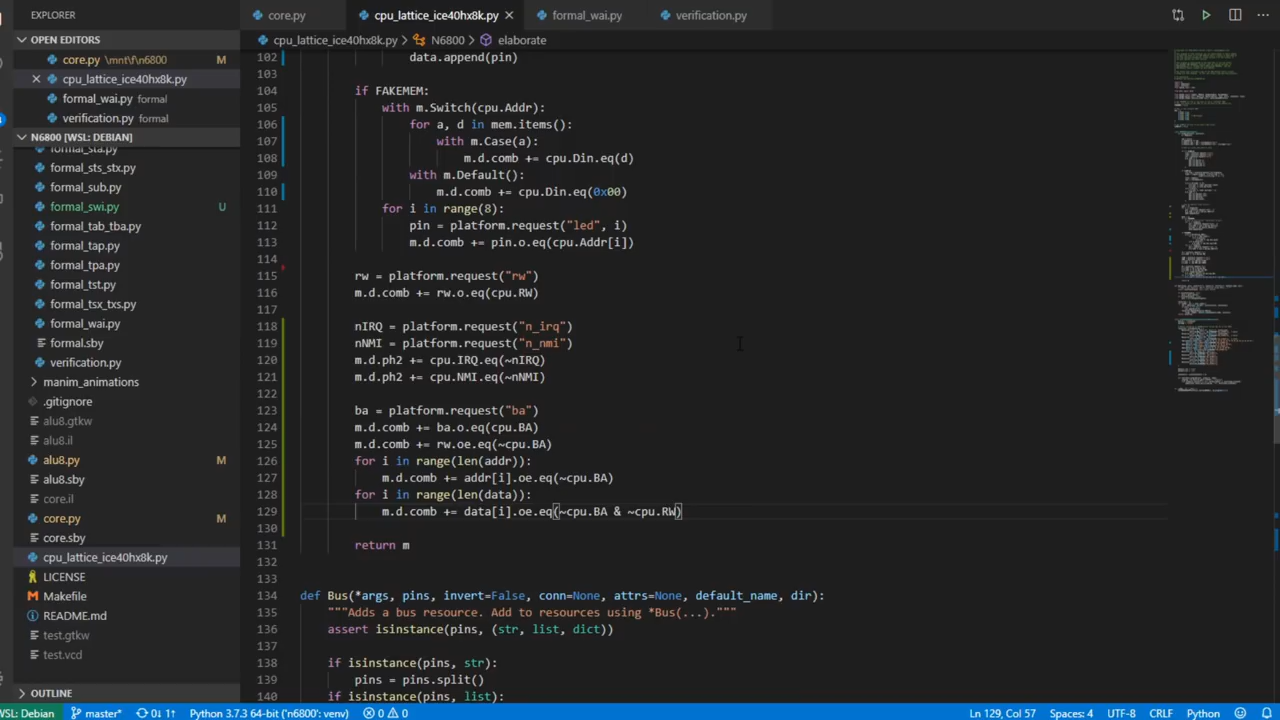 EXPLORER
core.py
cpu_lattice_ice40hx8k.py
formal_wai.py
verification.py
OPEN EDITORS
cpu_lattice_ice40hx8k.py
N6800
elaborate
core.py \mnt\f\n6800 M
cpu_lattice_ice40hx8k.py
formal_wai.py formal
verification.py formal
N6800 [WSL: DEBIAN]
formal_sta.py
formal_sts_stx.py
formal_sub.py
formal_swi.py U
formal_tab_tba.py
formal_tap.py
formal_tpa.py
formal_tst.py
formal_tsx_txs.py
formal_wai.py
formal.sby
verification.py
manim_animations
.gitignore
alu8.gtkw
alu8.il
alu8.py M
alu8.sby
core.il
core.py M
core.sby
cpu_lattice_ice40hx8k.py
LICENSE
Makefile
README.md
test.gtkw
test.vcd
OUTLINE
102 data.append(pin)
103
104 if FAKEMEM:
105 with m.Switch(cpu.Addr):
106 for a, d in mem.items():
107 with m.Case(a):
108 m.d.comb += cpu.Din.eq(d)
109 with m.Default():
110 m.d.comb += cpu.Din.eq(0x00)
111 for i in range(8):
112 pin = platform.request("led", i)
113 m.d.comb += pin.o.eq(cpu.Addr[i])
114
115 rw = platform.request("rw")
116 m.d.comb += rw.o.eq(cpu.RW)
117
118 nIRQ = platform.request("n_irq")
119 nNMI = platform.request("n_nmi")
120 m.d.ph2 += cpu.IRQ.eq(~nIRQ)
121 m.d.ph2 += cpu.NMI.eq(~nNMI)
122
123 ba = platform.request("ba")
124 m.d.comb += ba.o.eq(cpu.BA)
125 m.d.comb += rw.oe.eq(~cpu.BA)
126 for i in range(len(addr)):
127 m.d.comb += addr[i].oe.eq(~cpu.BA)
128 for i in range(len(data)):
129 m.d.comb += data[i].oe.eq(~cpu.BA & ~cpu.RW)
130
131 return m
132
133
134 def Bus(*args, pins, invert=False, conn=None, attrs=None, default_name, dir):
135 """Adds a bus resource. Add to resources using *Bus(...)."""
136 assert isinstance(pins, (str, list, dict))
137
138 if isinstance(pins, str):
139 pins = pins.split()
140 if isinstance(pins, list):
WSL: Debian
master*
0↓ 1↑
Python 3.7.3 64-bit ('n6800': venv)
0
0
Ln 129, Col 57
Spaces: 4
UTF-8
CRLF
Python